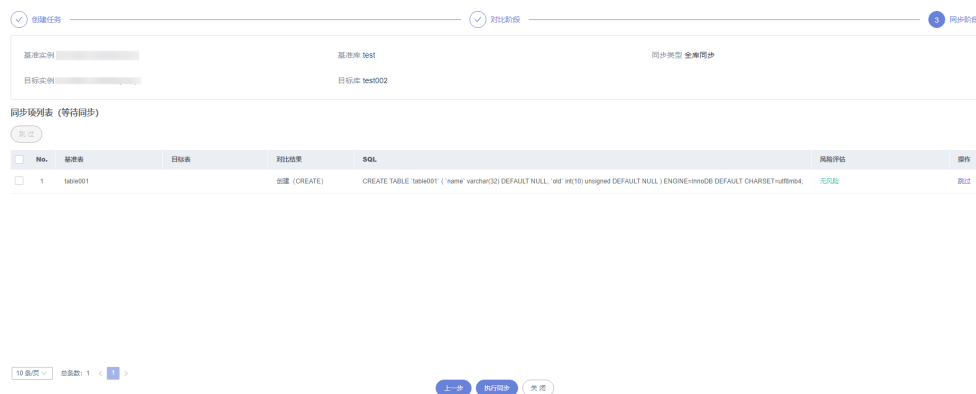 创建任务 对比阶段 3 同步阶段
基准实例 基准库 test 同步类型 全库同步
目标实例 目标库 test002
同步项列表（等待同步）
跳过
No. 基准表 目标表 对比结果 SQL 风险评估 操作
1 table001 创建（CREATE） CREATE TABLE `table001` ( `name` varchar(32) DEFAULT NULL, `old` int(10) unsigned DEFAULT NULL ) ENGINE=InnoDB DEFAULT CHARSET=utf8mb4; 无风险 跳过
10 条/页 总条数：1 < 1 >
上一步 执行同步 关闭